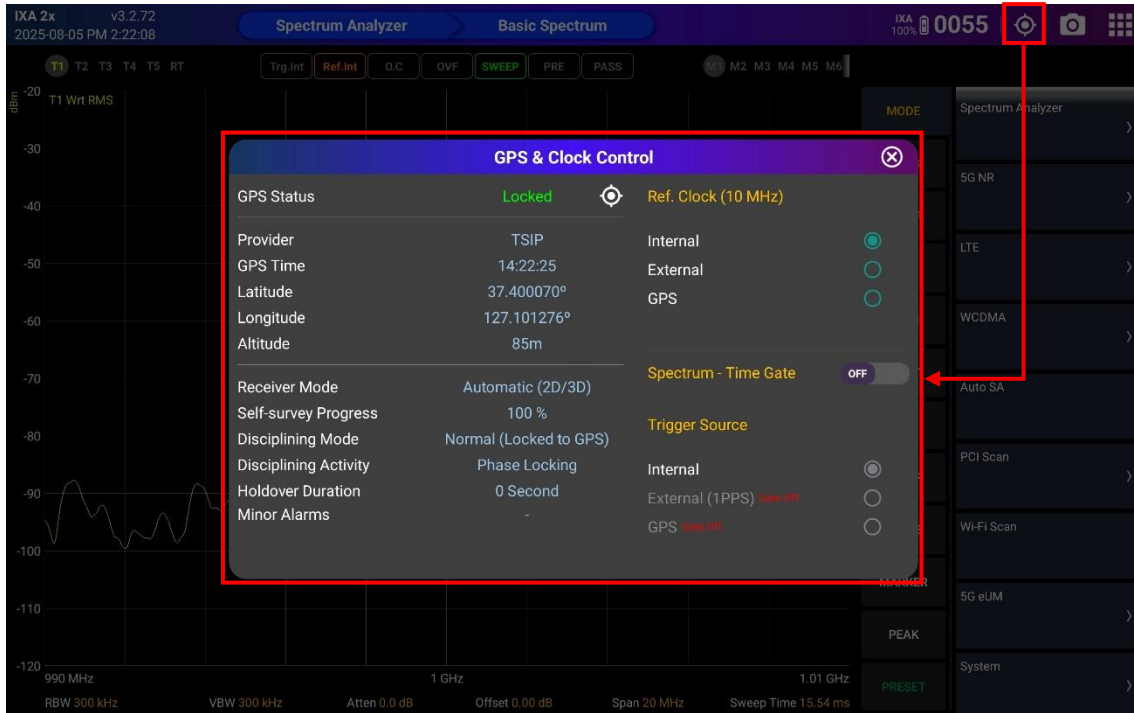 IXA 2x v3.2.72
2025-08-05 PM 2:22:08
Spectrum Analyzer Basic Spectrum
IXA
100% 0055
T1 T2 T3 T4 T5 RT Trg.Int Ref.Int O.C OVF SWEEP PRE PASS M1 M2 M3 M4 M5 M6
dBm
-20
T1 Wrt RMS
-30
-40
-50
-60
-70
-80
-90
-100
-110
-120
990 MHz 1 GHz 1.01 GHz
RBW 300 kHz VBW 300 kHz Atten 0.0 dB Offset 0.00 dB Span 20 MHz Sweep Time 15.54 ms
GPS & Clock Control
GPS Status Locked
Provider TSIP
GPS Time 14:22:25
Latitude 37.400070º
Longitude 127.101276º
Altitude 85m
Receiver Mode Automatic (2D/3D)
Self-survey Progress 100 %
Disciplining Mode Normal (Locked to GPS)
Disciplining Activity Phase Locking
Holdover Duration 0 Second
Minor Alarms -
Ref. Clock (10 MHz)
Internal
External
GPS
Spectrum - Time Gate OFF
Trigger Source
Internal
External (1PPS) Gate Off
GPS Gate Off
MODE
MARKER
PEAK
PRESET
Spectrum Analyzer
5G NR
LTE
WCDMA
Auto SA
PCI Scan
Wi-Fi Scan
5G eUM
System